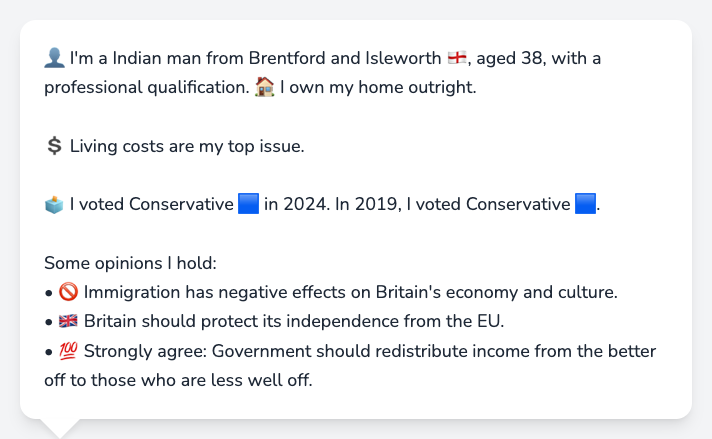 👤 I'm a Indian man from Brentford and Isleworth 🏴󠁧󠁢󠁥󠁮󠁧󠁿, aged 38, with a
professional qualification. 🏠 I own my home outright.
💲 Living costs are my top issue.
🗳️ I voted Conservative 🟦 in 2024. In 2019, I voted Conservative 🟦.
Some opinions I hold:
• 🚫 Immigration has negative effects on Britain's economy and culture.
• 🇬🇧 Britain should protect its independence from the EU.
• 💯 Strongly agree: Government should redistribute income from the better
off to those who are less well off.